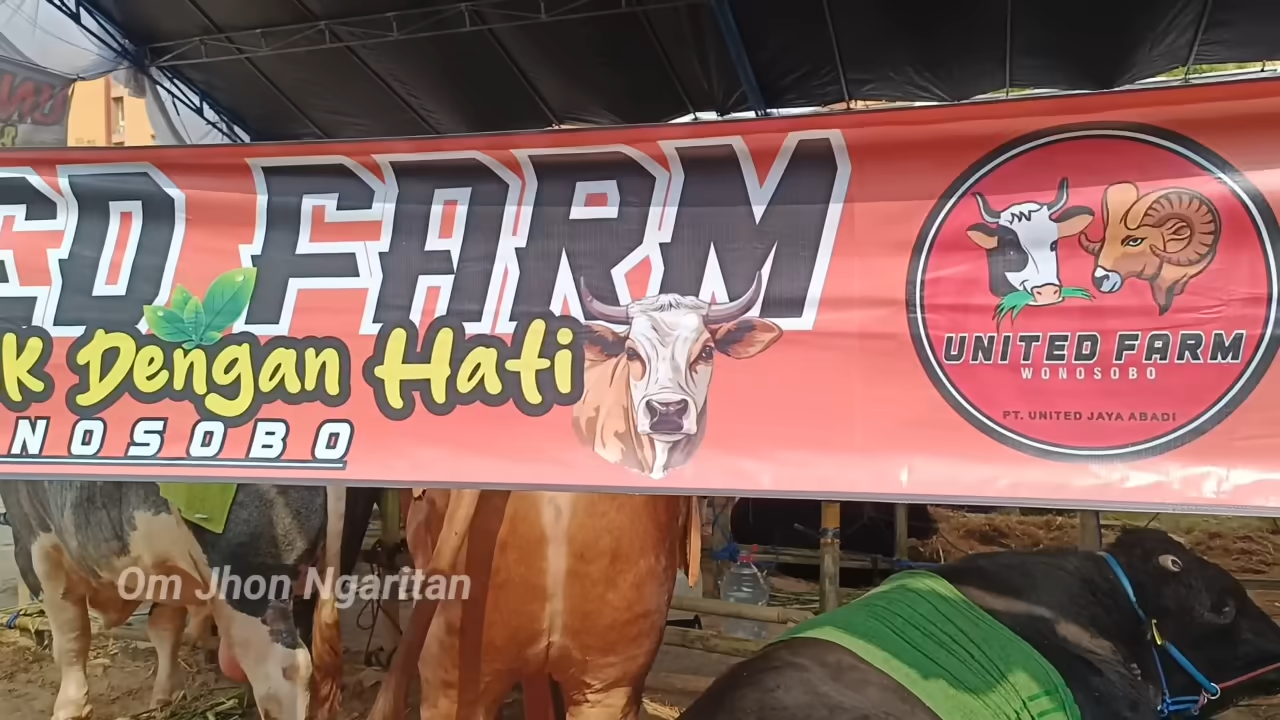 ED FARM
K Dengan Hati
NOSOBO
UNITED FARM
WONOSOBO
PT. UNITED JAYA ABADI
Om Jhon Ngaritan